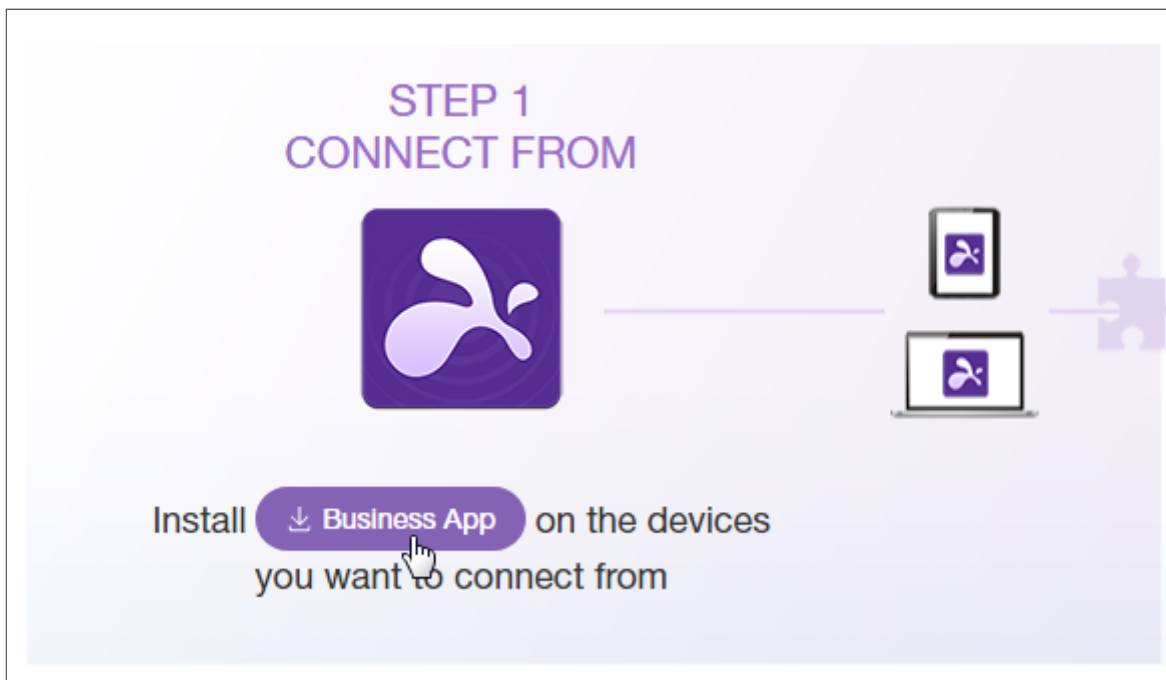 STEP 1
CONNECT FROM
Install Business App on the devices
you want to connect from